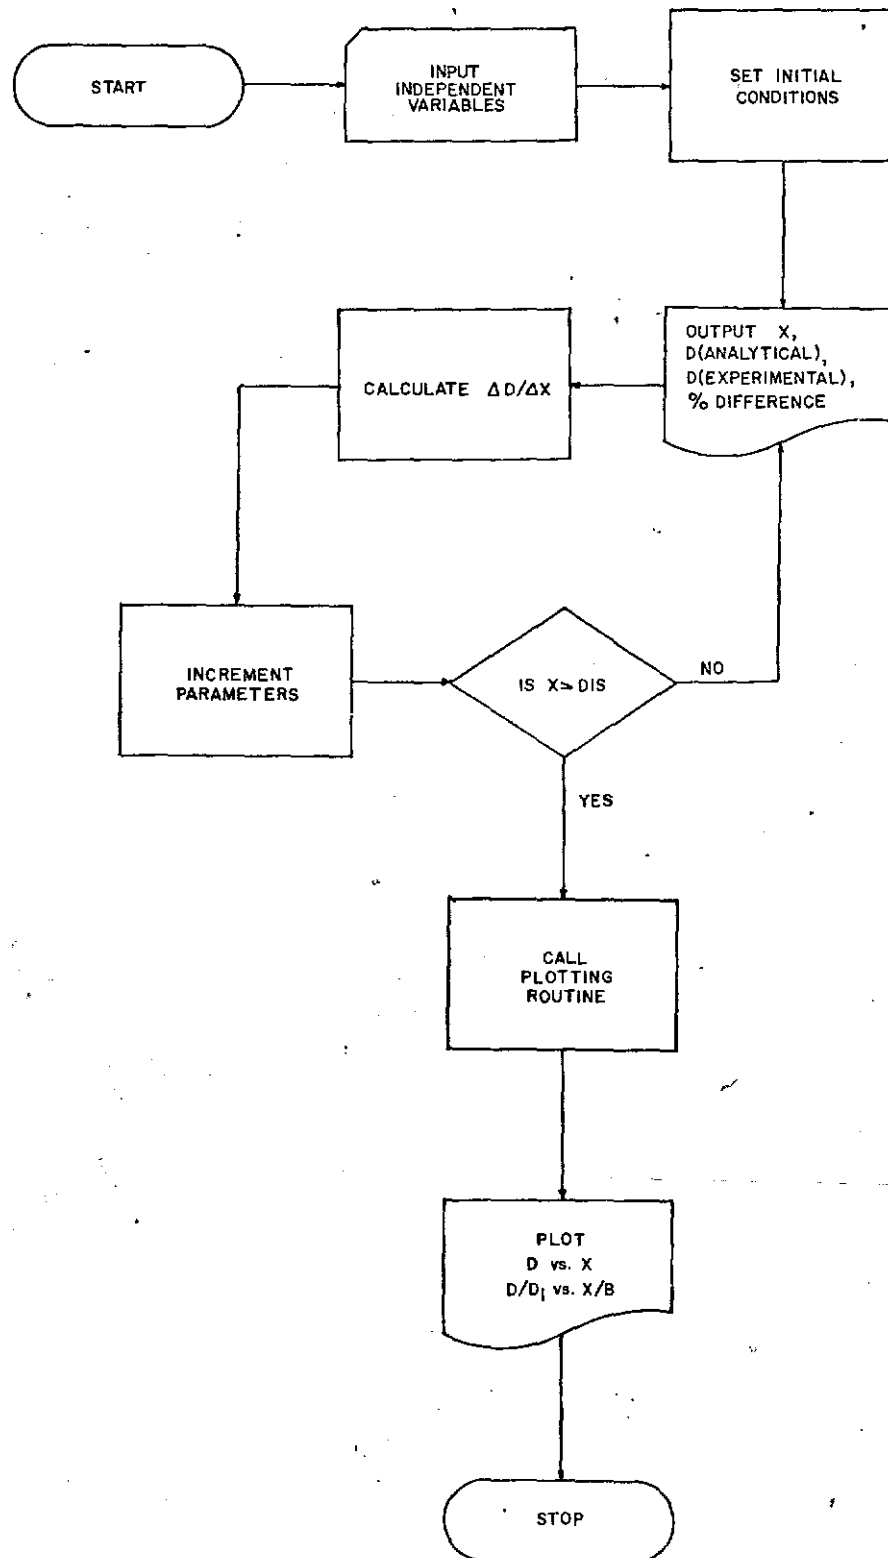 START
INPUT
INDEPENDENT
VARIABLES
SET INITIAL
CONDITIONS
OUTPUT X,
D(ANALYTICAL),
D(EXPERIMENTAL),
% DIFFERENCE
CALCULATE ΔD/ΔX
INCREMENT
PARAMETERS
IS X > DIS
NO
YES
CALL
PLOTTING
ROUTINE
PLOT
D vs. X
D/D₁ vs. X/B
STOP